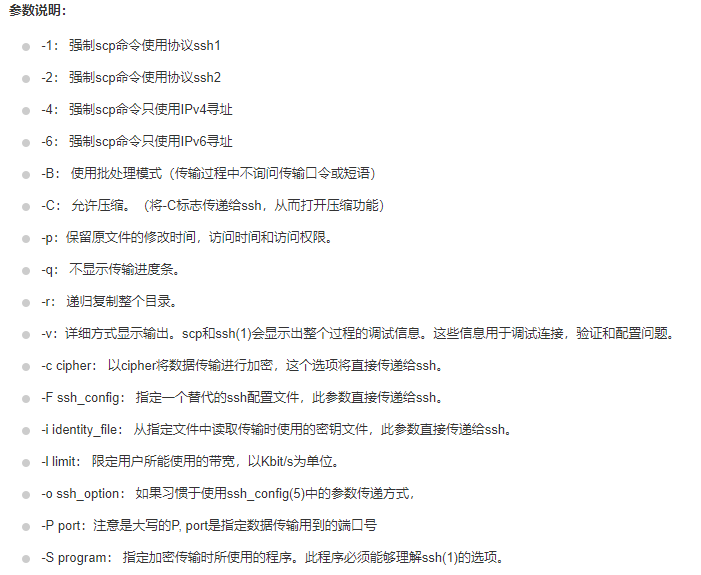 参数说明：
-1： 强制scp命令使用协议ssh1
-2： 强制scp命令使用协议ssh2
-4： 强制scp命令只使用IPv4寻址
-6： 强制scp命令只使用IPv6寻址
-B： 使用批处理模式（传输过程中不询问传输口令或短语）
-C： 允许压缩。（将-C标志传递给ssh，从而打开压缩功能）
-p：保留原文件的修改时间，访问时间和访问权限。
-q： 不显示传输进度条。
-r： 递归复制整个目录。
-v：详细方式显示输出。scp和ssh(1)会显示出整个过程的调试信息。这些信息用于调试连接，验证和配置问题。
-c cipher： 以cipher将数据传输进行加密，这个选项将直接传递给ssh。
-F ssh_config： 指定一个替代的ssh配置文件，此参数直接传递给ssh。
-i identity_file： 从指定文件中读取传输时使用的密钥文件，此参数直接传递给ssh。
-l limit： 限定用户所能使用的带宽，以Kbit/s为单位。
-o ssh_option： 如果习惯于使用ssh_config(5)中的参数传递方式，
-P port：注意是大写的P, port是指定数据传输用到的端口号
-S program： 指定加密传输时所使用的程序。此程序必须能够理解ssh(1)的选项。